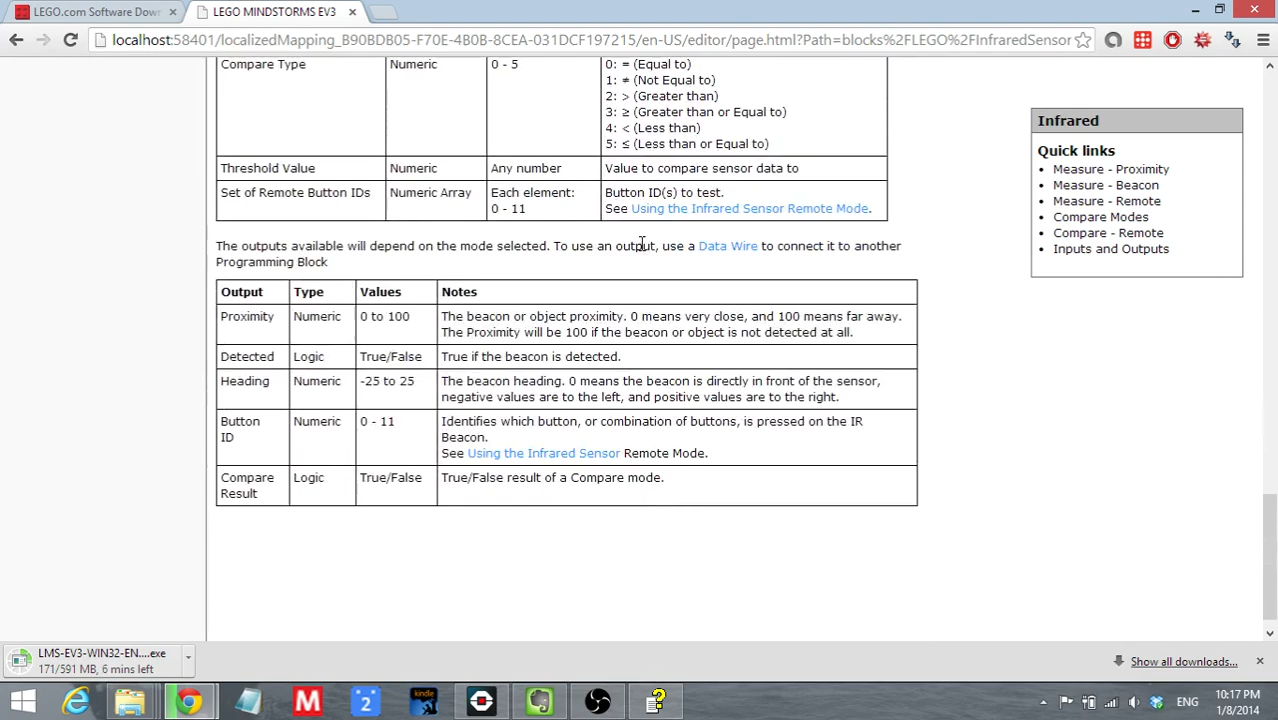 LEGO.com Software Dow
LEGO MINDSTORMS EV3
localhost:58401/localizedMapping_B90BDB05-F70E-4B0B-8CEA-031DCF197215/en-US/editor/page.html?Path=blocks%2FLEGO%2FInfraredSensor
Compare Type Numeric 0 - 5 0: = (Equal to)
1: ≠ (Not Equal to)
2: > (Greater than)
3: ≥ (Greater than or Equal to)
4: < (Less than)
5: ≤ (Less than or Equal to)
Threshold Value Numeric Any number Value to compare sensor data to
Set of Remote Button IDs Numeric Array Each element: Button ID(s) to test.
0 - 11 See Using the Infrared Sensor Remote Mode.
Infrared
Quick links
• Measure - Proximity
• Measure - Beacon
• Measure - Remote
• Compare Modes
• Compare - Remote
• Inputs and Outputs
The outputs available will depend on the mode selected. To use an output, use a Data Wire to connect it to another
Programming Block
Output Type Values Notes
Proximity Numeric 0 to 100 The beacon or object proximity. 0 means very close, and 100 means far away.
The Proximity will be 100 if the beacon or object is not detected at all.
Detected Logic True/False True if the beacon is detected.
Heading Numeric -25 to 25 The beacon heading. 0 means the beacon is directly in front of the sensor,
negative values are to the left, and positive values are to the right.
Button Numeric 0 - 11 Identifies which button, or combination of buttons, is pressed on the IR
ID Beacon.
See Using the Infrared Sensor Remote Mode.
Compare Logic True/False True/False result of a Compare mode.
Result
LMS-EV3-WIN32-EN....exe
171/591 MB, 6 mins left
Show all downloads...
M
2
kindle
ENG
10:17 PM
1/8/2014